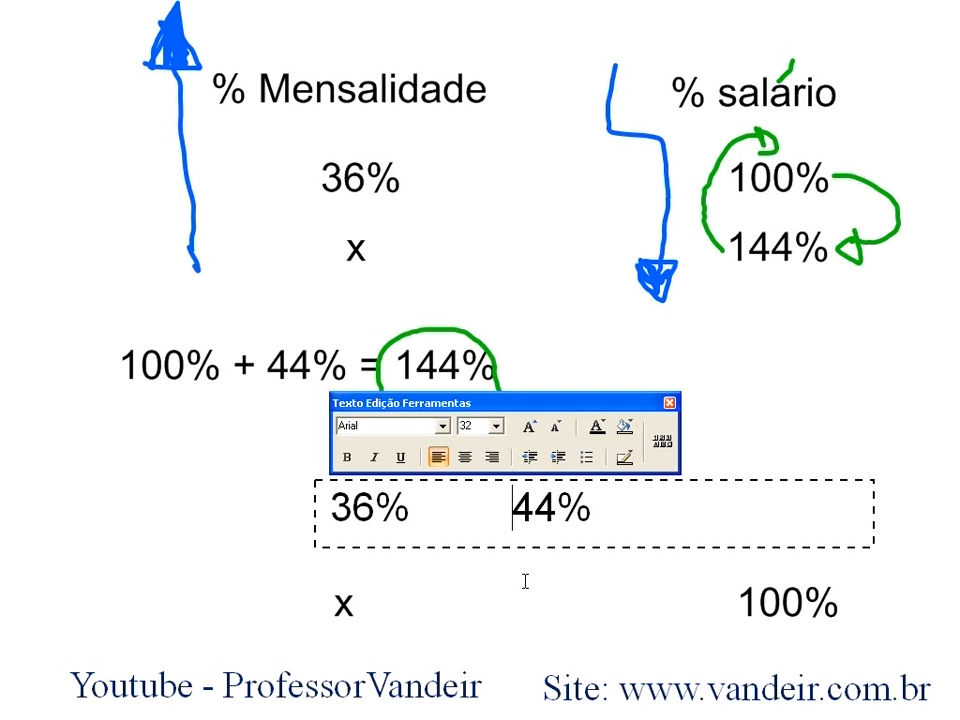 % Mensalidade % salário
36% 100%
x 144%
100% + 44% = 144%
Texto Edição Ferramentas
Arial 32 A A A
B I U
36% 44%
x 100%
Youtube - ProfessorVandeir Site: www.vandeir.com.br